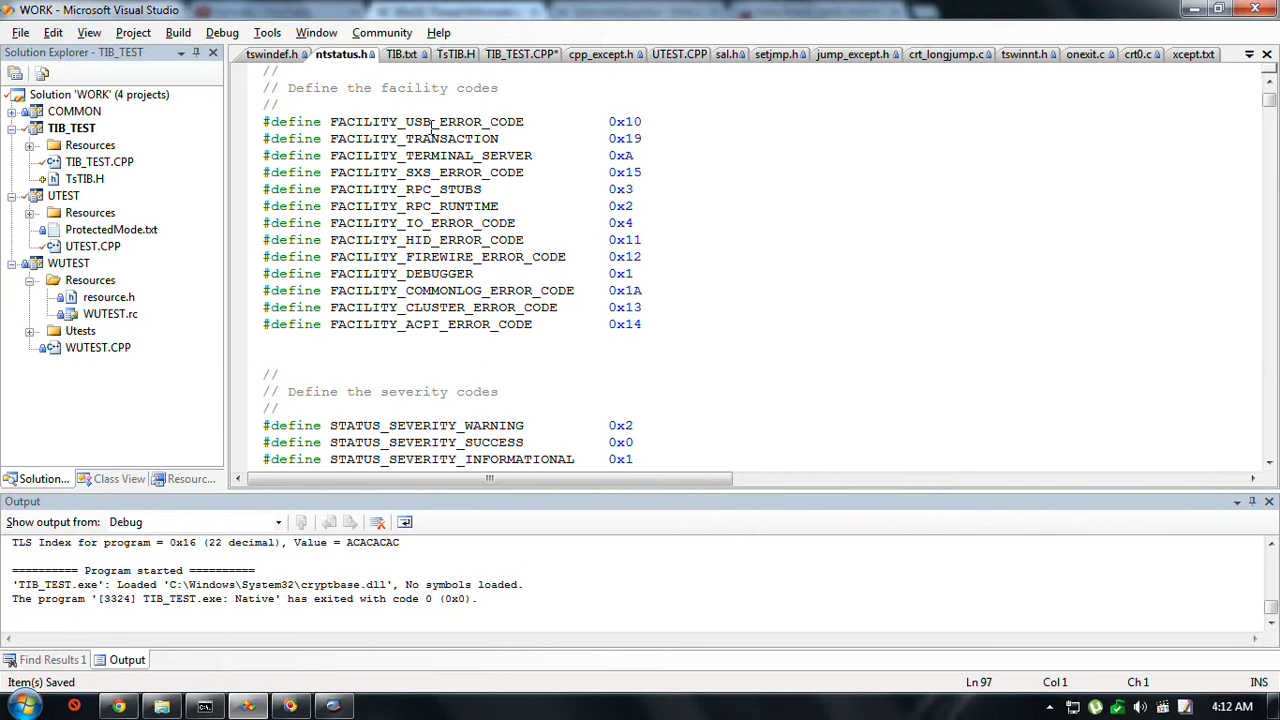 WORK - Microsoft Visual Studio
File Edit View Project Build Debug Tools Window Community Help
Solution Explorer - TIB_TEST
tswindef.h ntstatus.h TIB.txt TsTIB.H TIB_TEST.CPP* cpp_except.h UTEST.CPP sal.h setjmp.h jump_except.h crt_longjump.c tswinnt.h onexit.c crt0.c xcept.txt
Solution 'WORK' (4 projects)
COMMON
TIB_TEST
Resources
TIB_TEST.CPP
TsTIB.H
UTEST
Resources
ProtectedMode.txt
UTEST.CPP
WUTEST
Resources
resource.h
WUTEST.rc
Utests
WUTEST.CPP
Solution... Class View Resourc...
//
// Define the facility codes
//
#define FACILITY_USB_ERROR_CODE 0x10
#define FACILITY_TRANSACTION 0x19
#define FACILITY_TERMINAL_SERVER 0xA
#define FACILITY_SXS_ERROR_CODE 0x15
#define FACILITY_RPC_STUBS 0x3
#define FACILITY_RPC_RUNTIME 0x2
#define FACILITY_IO_ERROR_CODE 0x4
#define FACILITY_HID_ERROR_CODE 0x11
#define FACILITY_FIREWIRE_ERROR_CODE 0x12
#define FACILITY_DEBUGGER 0x1
#define FACILITY_COMMONLOG_ERROR_CODE 0x1A
#define FACILITY_CLUSTER_ERROR_CODE 0x13
#define FACILITY_ACPI_ERROR_CODE 0x14
//
// Define the severity codes
//
#define STATUS_SEVERITY_WARNING 0x2
#define STATUS_SEVERITY_SUCCESS 0x0
#define STATUS_SEVERITY_INFORMATIONAL 0x1
Output
Show output from: Debug
TLS Index for program = 0x16 (22 decimal), Value = ACACACAC
========== Program started ==========
'TIB_TEST.exe': Loaded 'C:\Windows\System32\cryptbase.dll', No symbols loaded.
The program '[3324] TIB_TEST.exe: Native' has exited with code 0 (0x0).
Find Results 1 Output
Item(s) Saved Ln 97 Col 1 Ch 1 INS
4:12 AM